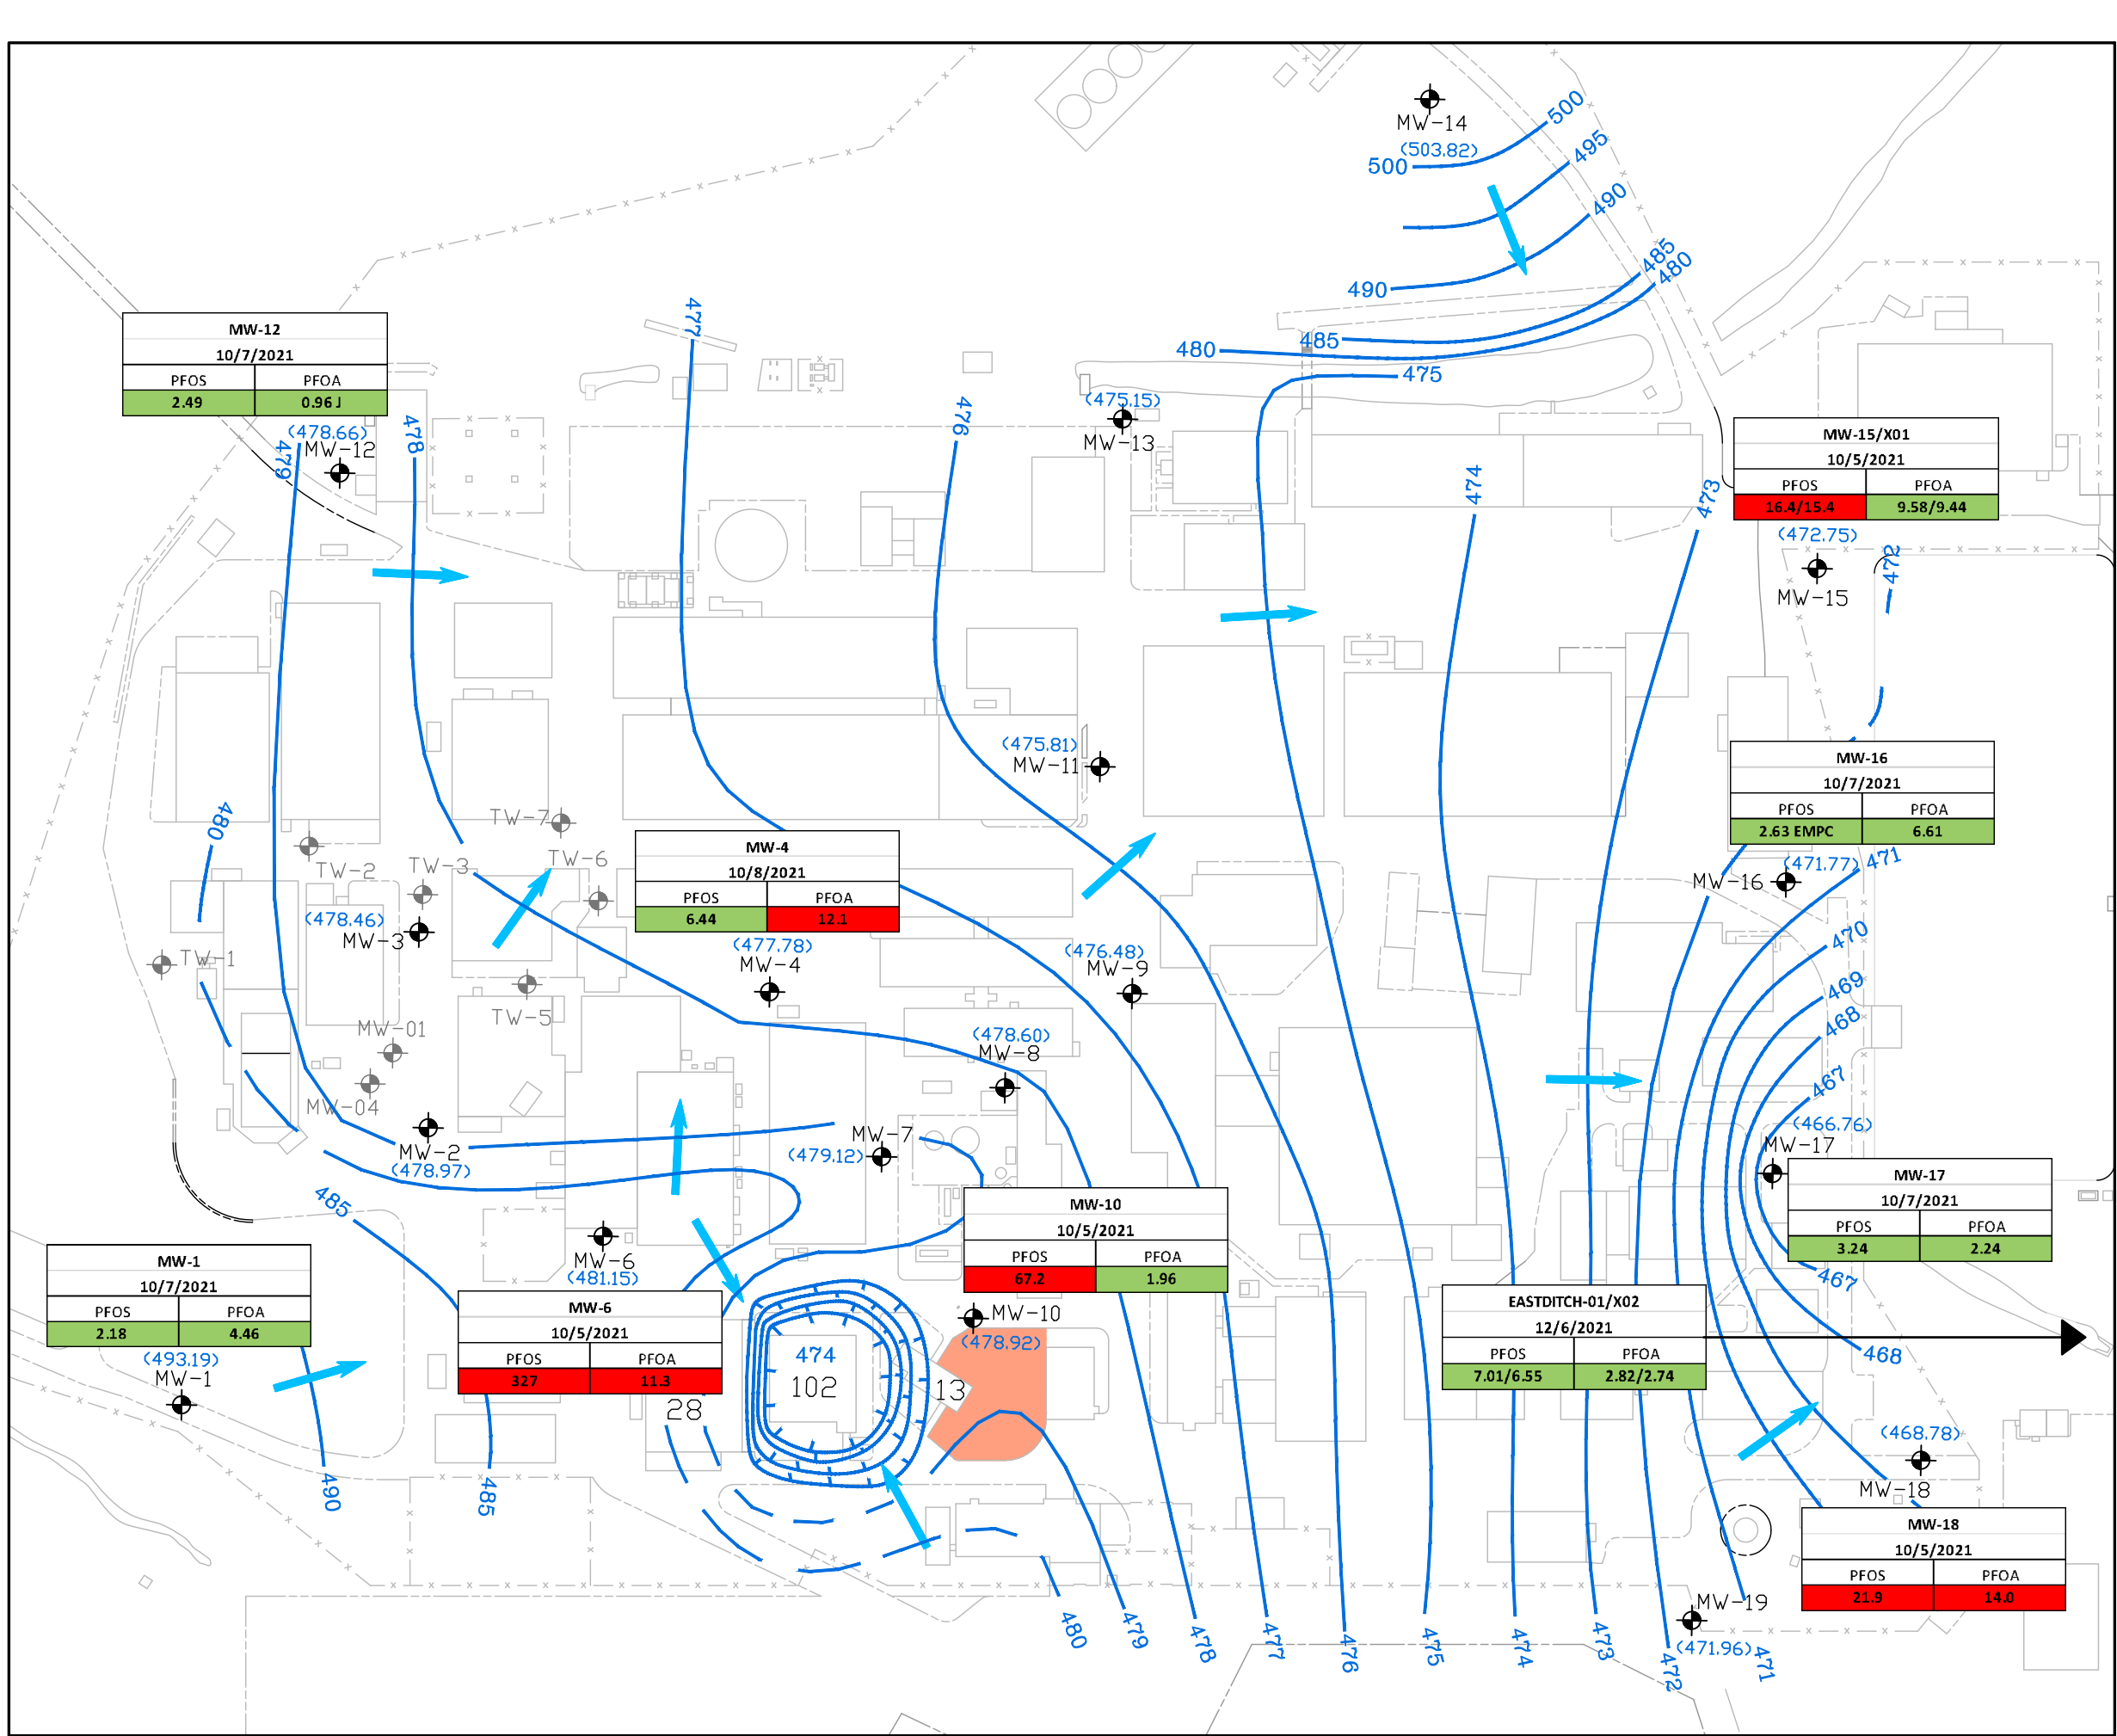 500
MW-14
(503.82)
500
495
490
490
485
480
485
480
475
477
MW-12
10/7/2021
PFOS PFOA
2.49 0.96 J
(478.66)
MW-12
479
478
476
(475.15)
MW-13
474
473
MW-15/X01
10/5/2021
PFOS PFOA
16.4/15.4 9.58/9.44
(472.75)
MW-15
472
(475.81)
MW-11
MW-16
10/7/2021
PFOS PFOA
2.63 EMPC 6.61
(471.77)
MW-16
471
480
TW-7
TW-2
TW-3
TW-6
MW-4
10/8/2021
PFOS PFOA
6.44 12.1
(477.78)
MW-4
(478.46)
MW-3
TW-1
(476.48)
MW-9
470
469
468
467
TW-5
MW-01
MW-04
(478.60)
MW-8
MW-2
(478.97)
MW-7
(479.12)
(466.76)
MW-17
MW-17
10/7/2021
PFOS PFOA
3.24 2.24
467
485
MW-6
(481.15)
MW-10
10/5/2021
PFOS PFOA
67.2 1.96
MW-10
(478.92)
MW-1
10/7/2021
PFOS PFOA
2.18 4.46
(493.19)
MW-1
MW-6
10/5/2021
PFOS PFOA
327 11.3
28
474
102
13
EASTDITCH-01/X02
12/6/2021
PFOS PFOA
7.01/6.55 2.82/2.74
468
(468.78)
MW-18
MW-18
10/5/2021
PFOS PFOA
21.9 14.0
490
485
MW-19
(471.96)
480
479
478
477
476
475
474
473
472
471